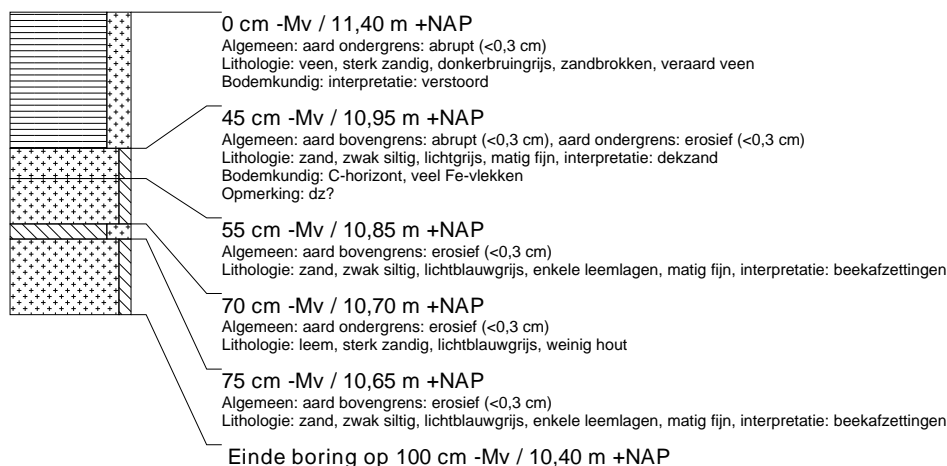 0 cm -Mv / 11,40 m +NAP
Algemeen: aard ondergrens: abrupt (<0,3 cm)
Lithologie: veen, sterk zandig, donkerbruingrijs, zandbrokken, veraard veen
Bodemkundig: interpretatie: verstoord
45 cm -Mv / 10,95 m +NAP
Algemeen: aard bovengrens: abrupt (<0,3 cm), aard ondergrens: erosief (<0,3 cm)
Lithologie: zand, zwak siltig, lichtgrijs, matig fijn, interpretatie: dekzand
Bodemkundig: C-horizont, veel Fe-vlekken
Opmerking: dz?
55 cm -Mv / 10,85 m +NAP
Algemeen: aard bovengrens: erosief (<0,3 cm)
Lithologie: zand, zwak siltig, lichtblauwgrijs, enkele leemlagen, matig fijn, interpretatie: beekafzettingen
70 cm -Mv / 10,70 m +NAP
Algemeen: aard ondergrens: erosief (<0,3 cm)
Lithologie: leem, sterk zandig, lichtblauwgrijs, weinig hout
75 cm -Mv / 10,65 m +NAP
Algemeen: aard bovengrens: erosief (<0,3 cm)
Lithologie: zand, zwak siltig, lichtblauwgrijs, enkele leemlagen, matig fijn, interpretatie: beekafzettingen
Einde boring op 100 cm -Mv / 10,40 m +NAP